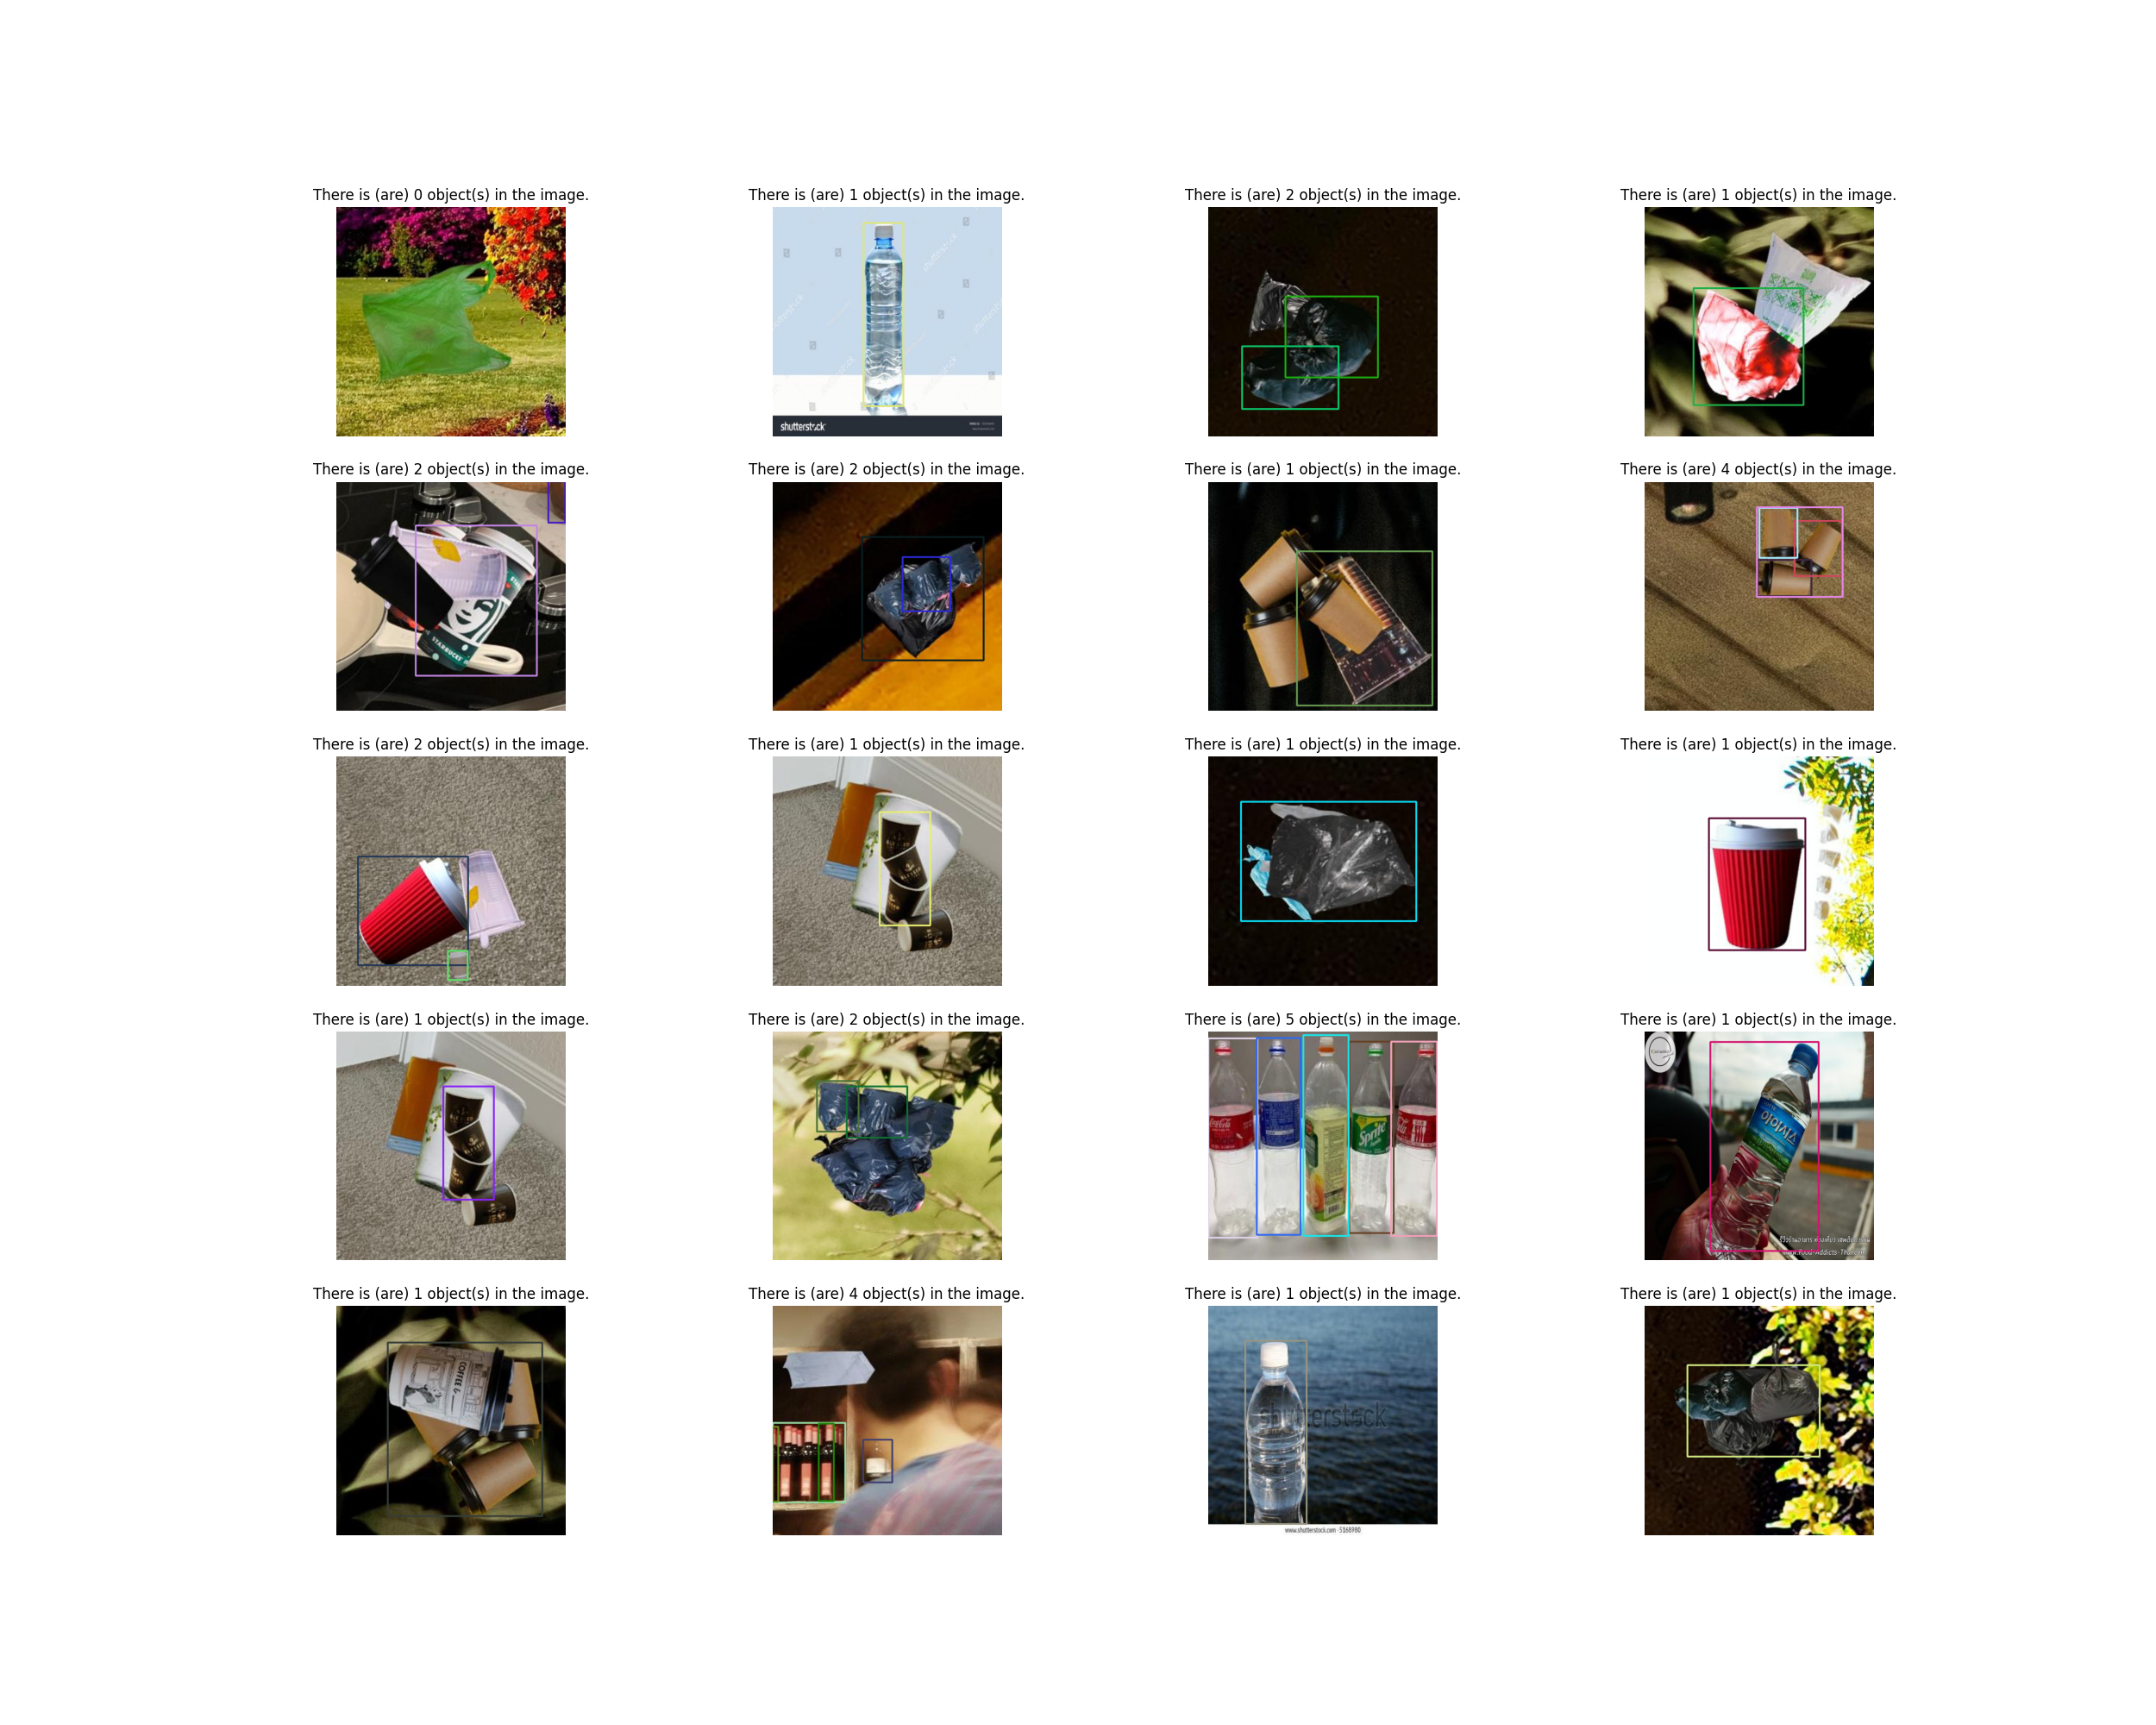 There is (are) 0 object(s) in the image.
There is (are) 1 object(s) in the image.
There is (are) 2 object(s) in the image.
There is (are) 1 object(s) in the image.
shutterstock
There is (are) 2 object(s) in the image.
There is (are) 2 object(s) in the image.
There is (are) 1 object(s) in the image.
There is (are) 4 object(s) in the image.
STARBUCKS
There is (are) 2 object(s) in the image.
There is (are) 1 object(s) in the image.
There is (are) 1 object(s) in the image.
There is (are) 1 object(s) in the image.
There is (are) 1 object(s) in the image.
There is (are) 2 object(s) in the image.
There is (are) 5 object(s) in the image.
There is (are) 1 object(s) in the image.
Coca-Cola
Sprite
There is (are) 1 object(s) in the image.
There is (are) 4 object(s) in the image.
There is (are) 1 object(s) in the image.
There is (are) 1 object(s) in the image.
COFFEE
shutterstock
www.shutterstock.com · 5168980